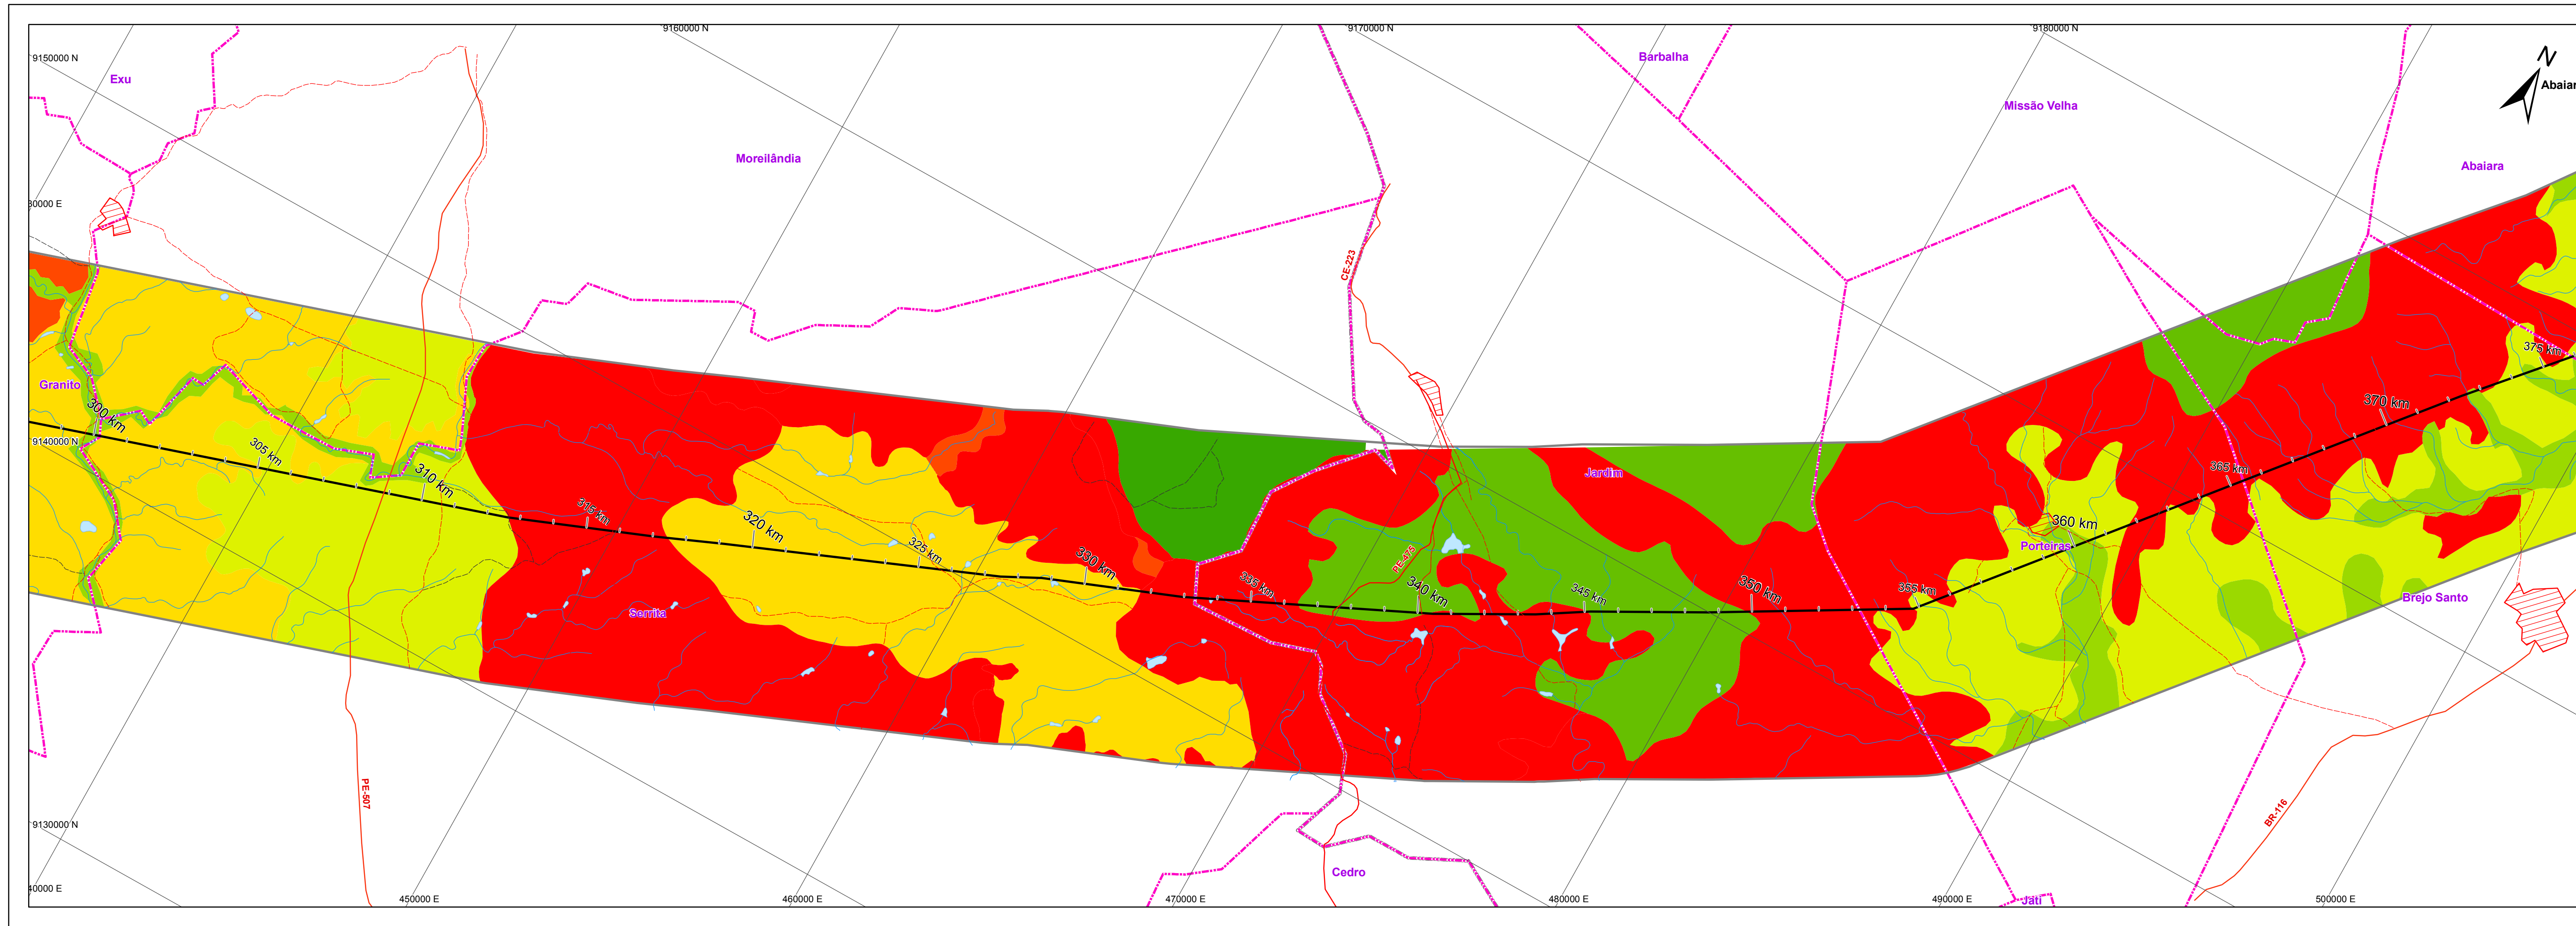 9160000 N
9170000 N
9180000 N
9150000 N
Exu
Barbalha
N
Abaiar
Missão Velha
Moreilândia
Abaiara
30000 E
CE-223
375 km
Granito
300 km
370 km
9140000 N
305 km
310 km
Jardim
365 km
315 km
320 km
360 km
325 km
Porteiras
330 km
PE-475
335 km
340 km
345 km
350 km
355 km
Brejo Santo
Serrita
PE-507
BR-116
9130000 N
Cedro
40000 E
450000 E
460000 E
470000 E
480000 E
490000 E
Jati
500000 E